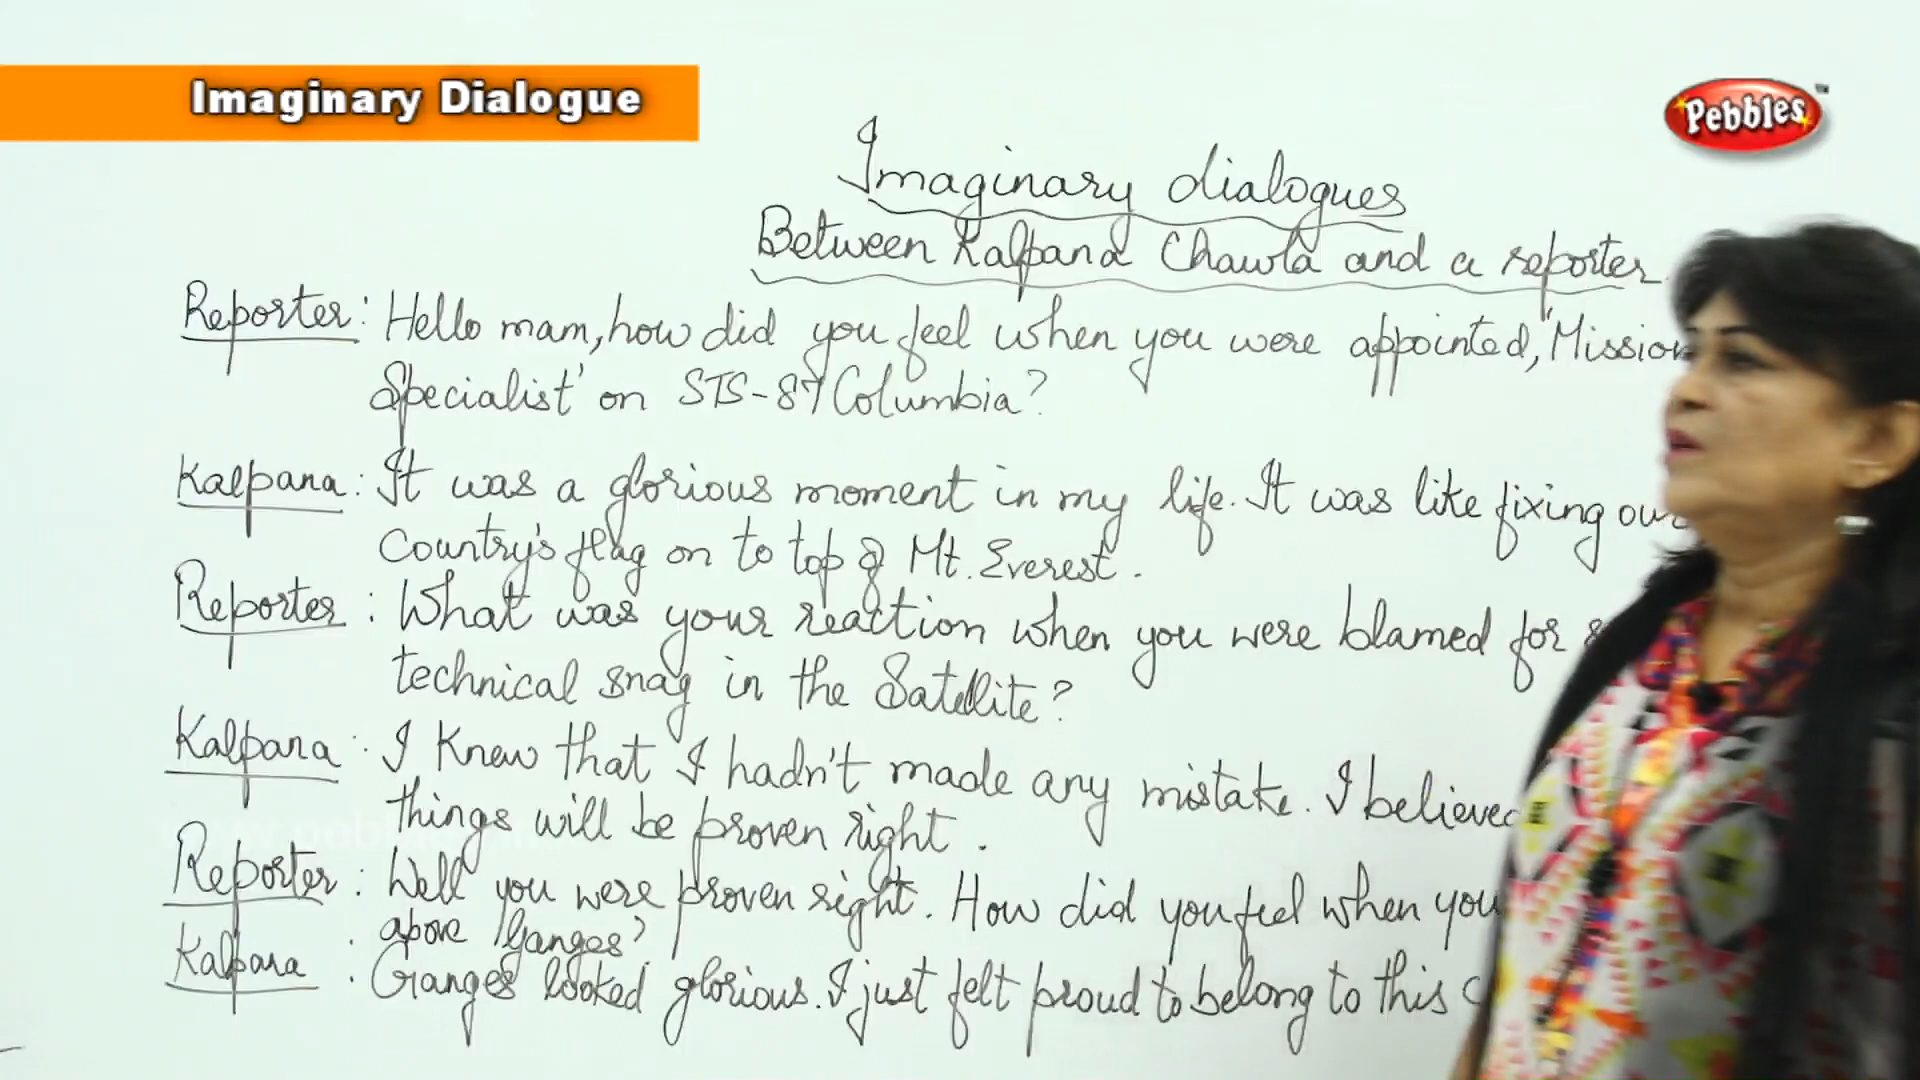 Imaginary Dialogue
Pebbles
Imaginary dialogues
Between Kalpana Chawla and a reporter
Reporter: Hello mam, how did you feel when you were appointed, 'Mission
Specialist' on STS-87 Columbia?
Kalpana: It was a glorious moment in my life. It was like fixing our
Country's flag on to top of Mt. Everest.
Reporter: What was your reaction when you were blamed for
technical snag in the Satellite?
Kalpana: I knew that I hadn't made any mistake. I believed
things will be proven right.
Reporter: Well you were proven right. How did you feel when you
above 'Ganges'?
Kalpana: Ganges looked glorious. I just felt proud to belong to this